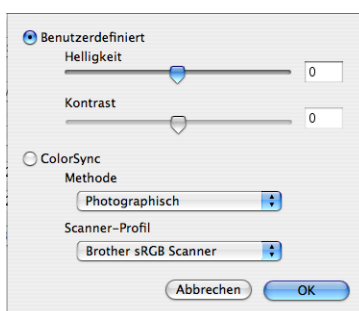 Benutzerdefiniert
Helligkeit
0
Kontrast
0
ColorSync
Methode
Photographisch
Scanner-Profil
Brother sRGB Scanner
Abbrechen OK